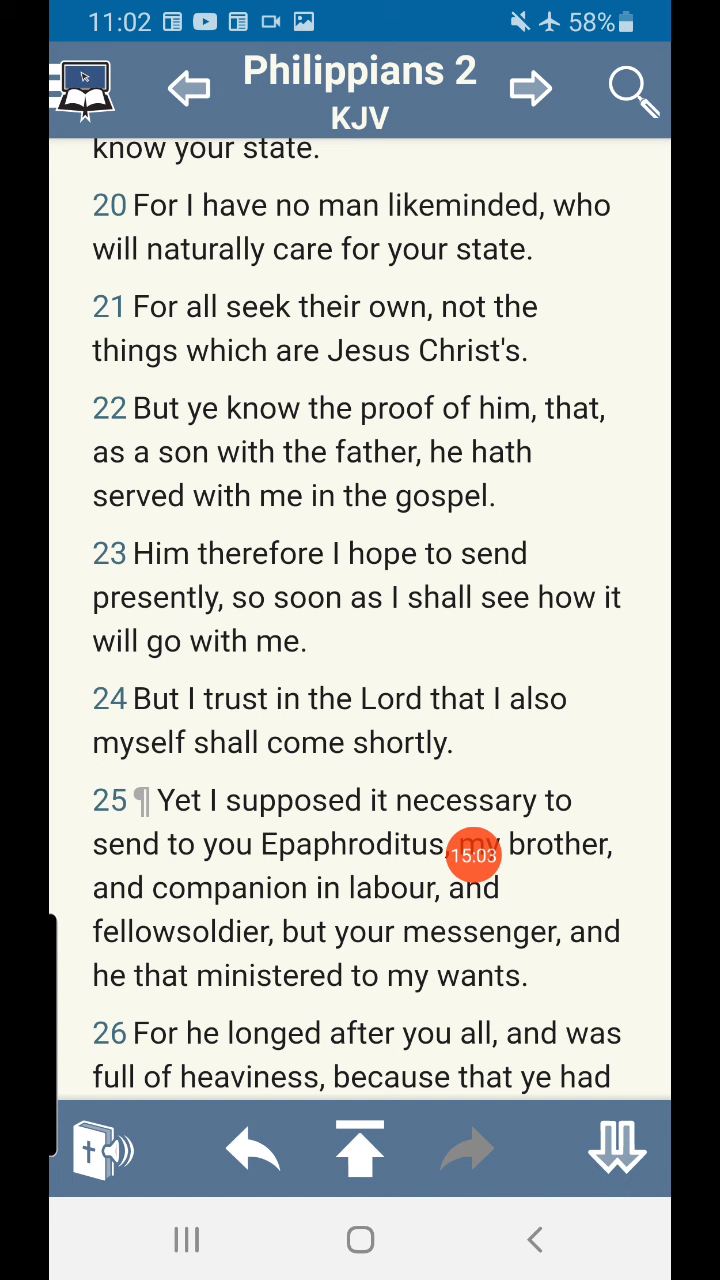 11:02 58%
Philippians 2
KJV
know your state.
20 For I have no man likeminded, who
will naturally care for your state.
21 For all seek their own, not the
things which are Jesus Christ's.
22 But ye know the proof of him, that,
as a son with the father, he hath
served with me in the gospel.
23 Him therefore I hope to send
presently, so soon as I shall see how it
will go with me.
24 But I trust in the Lord that I also
myself shall come shortly.
25 ¶ Yet I supposed it necessary to
send to you Epaphroditus, my brother,
15:03
and companion in labour, and
fellowsoldier, but your messenger, and
he that ministered to my wants.
26 For he longed after you all, and was
full of heaviness, because that ye had